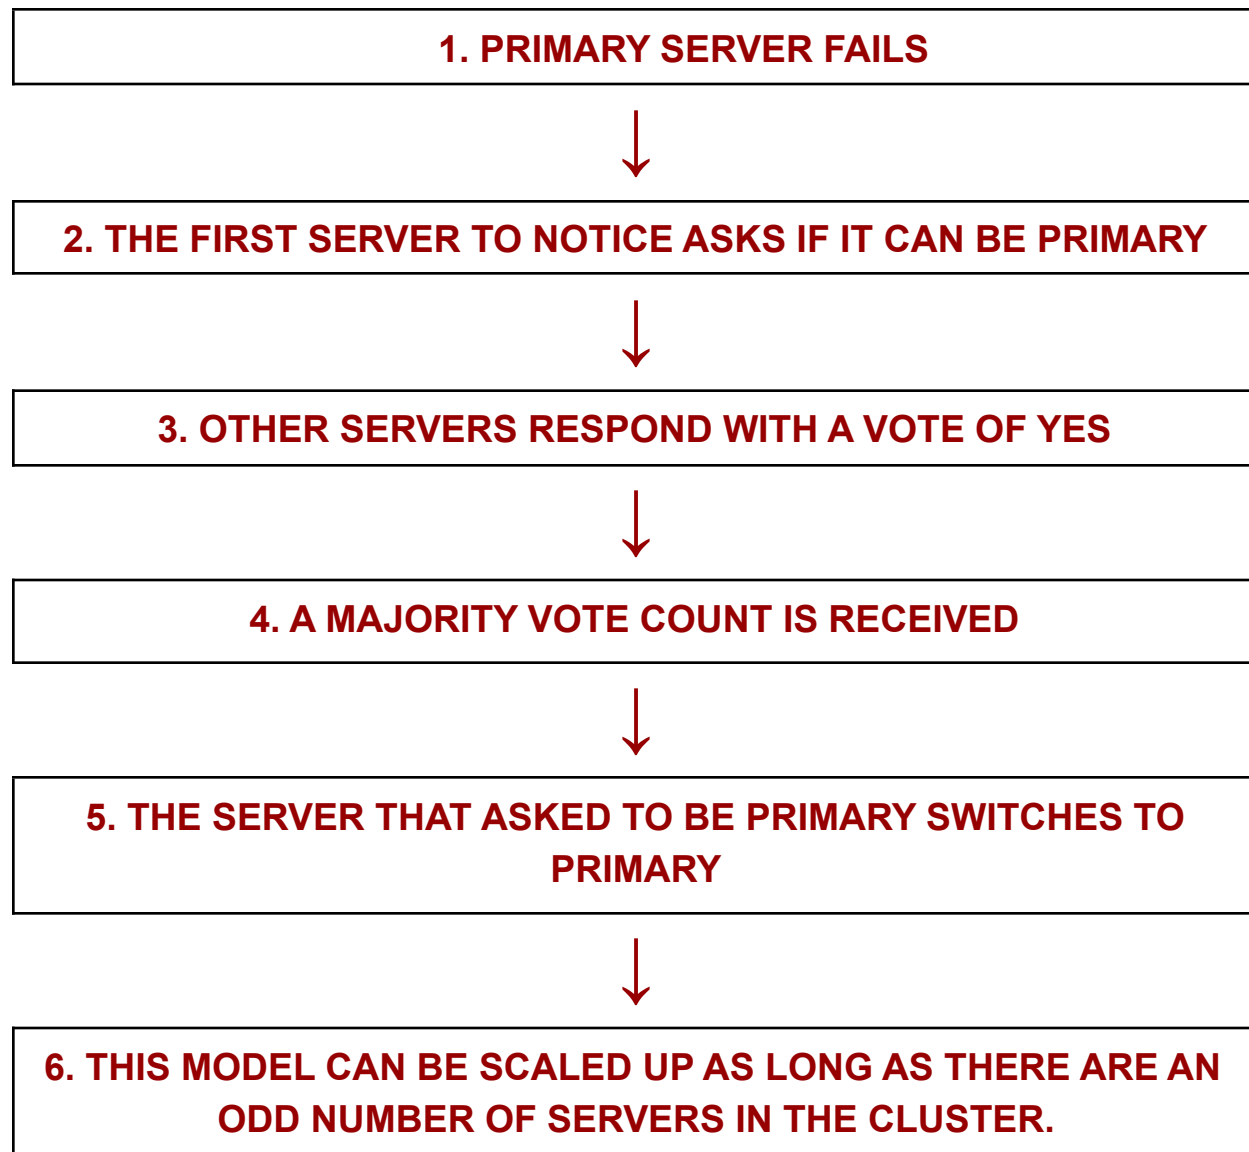 1. PRIMARY SERVER FAILS
2. THE FIRST SERVER TO NOTICE ASKS IF IT CAN BE PRIMARY
3. OTHER SERVERS RESPOND WITH A VOTE OF YES
4. A MAJORITY VOTE COUNT IS RECEIVED
5. THE SERVER THAT ASKED TO BE PRIMARY SWITCHES TO
PRIMARY
6. THIS MODEL CAN BE SCALED UP AS LONG AS THERE ARE AN
ODD NUMBER OF SERVERS IN THE CLUSTER.